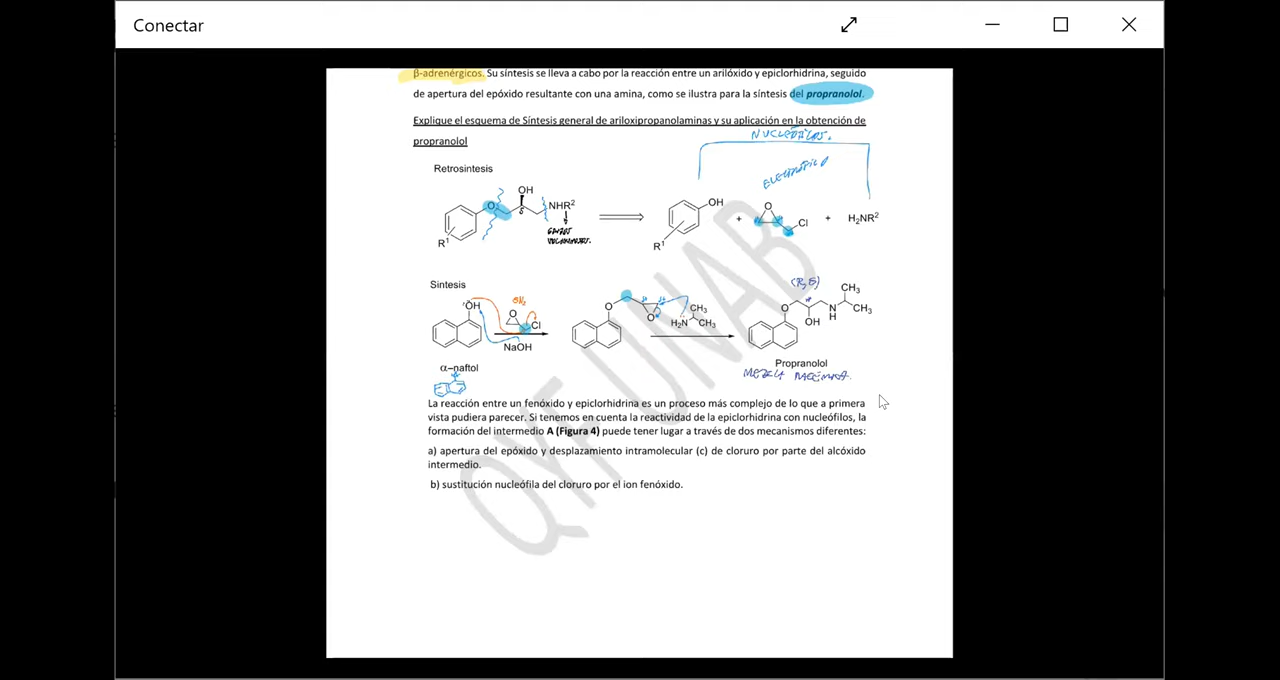 Conectar
β-adrenérgicos. Su síntesis se lleva a cabo por la reacción entre un arilóxido y epiclorhidrina, seguido
de apertura del epóxido resultante con una amina, como se ilustra para la síntesis del propranolol.
Explique el esquema de Síntesis general de ariloxipropanolaminas y su aplicación en la obtención de
propranolol
NUCLEÓFILOS.
ELECTRÓFILO
Retrosintesis
OH
O
NHR²
R¹
OH
R¹
+
O
Cl
+
H₂NR²
Sintesis
OH
O
Cl
NaOH
α-naftol
O
O
CH₃
H₂N
CH₃
(R,S)
*
O
OH
N
H
CH₃
CH₃
Propranolol
MEZCLA RACÉMICA.
La reacción entre un fenóxido y epiclorhidrina es un proceso más complejo de lo que a primera
vista pudiera parecer. Si tenemos en cuenta la reactividad de la epiclorhidrina con nucleófilos, la
formación del intermedio A (Figura 4) puede tener lugar a través de dos mecanismos diferentes:
a) apertura del epóxido y desplazamiento intramolecular (c) de cloruro por parte del alcóxido
intermedio.
b) sustitución nucleófila del cloruro por el ion fenóxido.
QYF UNAB